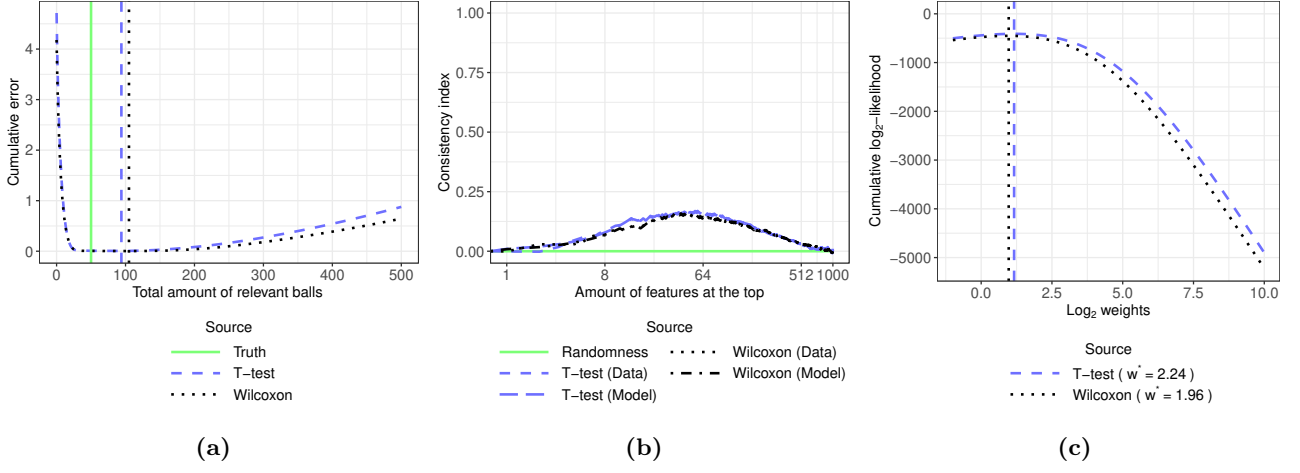 Cumulative error
4
3
2
1
0
0 100 200 300 400 500
Total amount of relevant balls
Source
Truth
T−test
Wilcoxon
(a)
Consistency index
1.00
0.75
0.50
0.25
0.00
1 8 64 512 1000
Amount of features at the top
Source
Randomness
T−test (Data)
T−test (Model)
Wilcoxon (Data)
Wilcoxon (Model)
(b)
Cumulative log2−likelihood
0
−1000
−2000
−3000
−4000
−5000
0.0 2.5 5.0 7.5 10.0
Log2 weights
Source
T−test ( w* = 2.24 )
Wilcoxon ( w* = 1.96 )
(c)